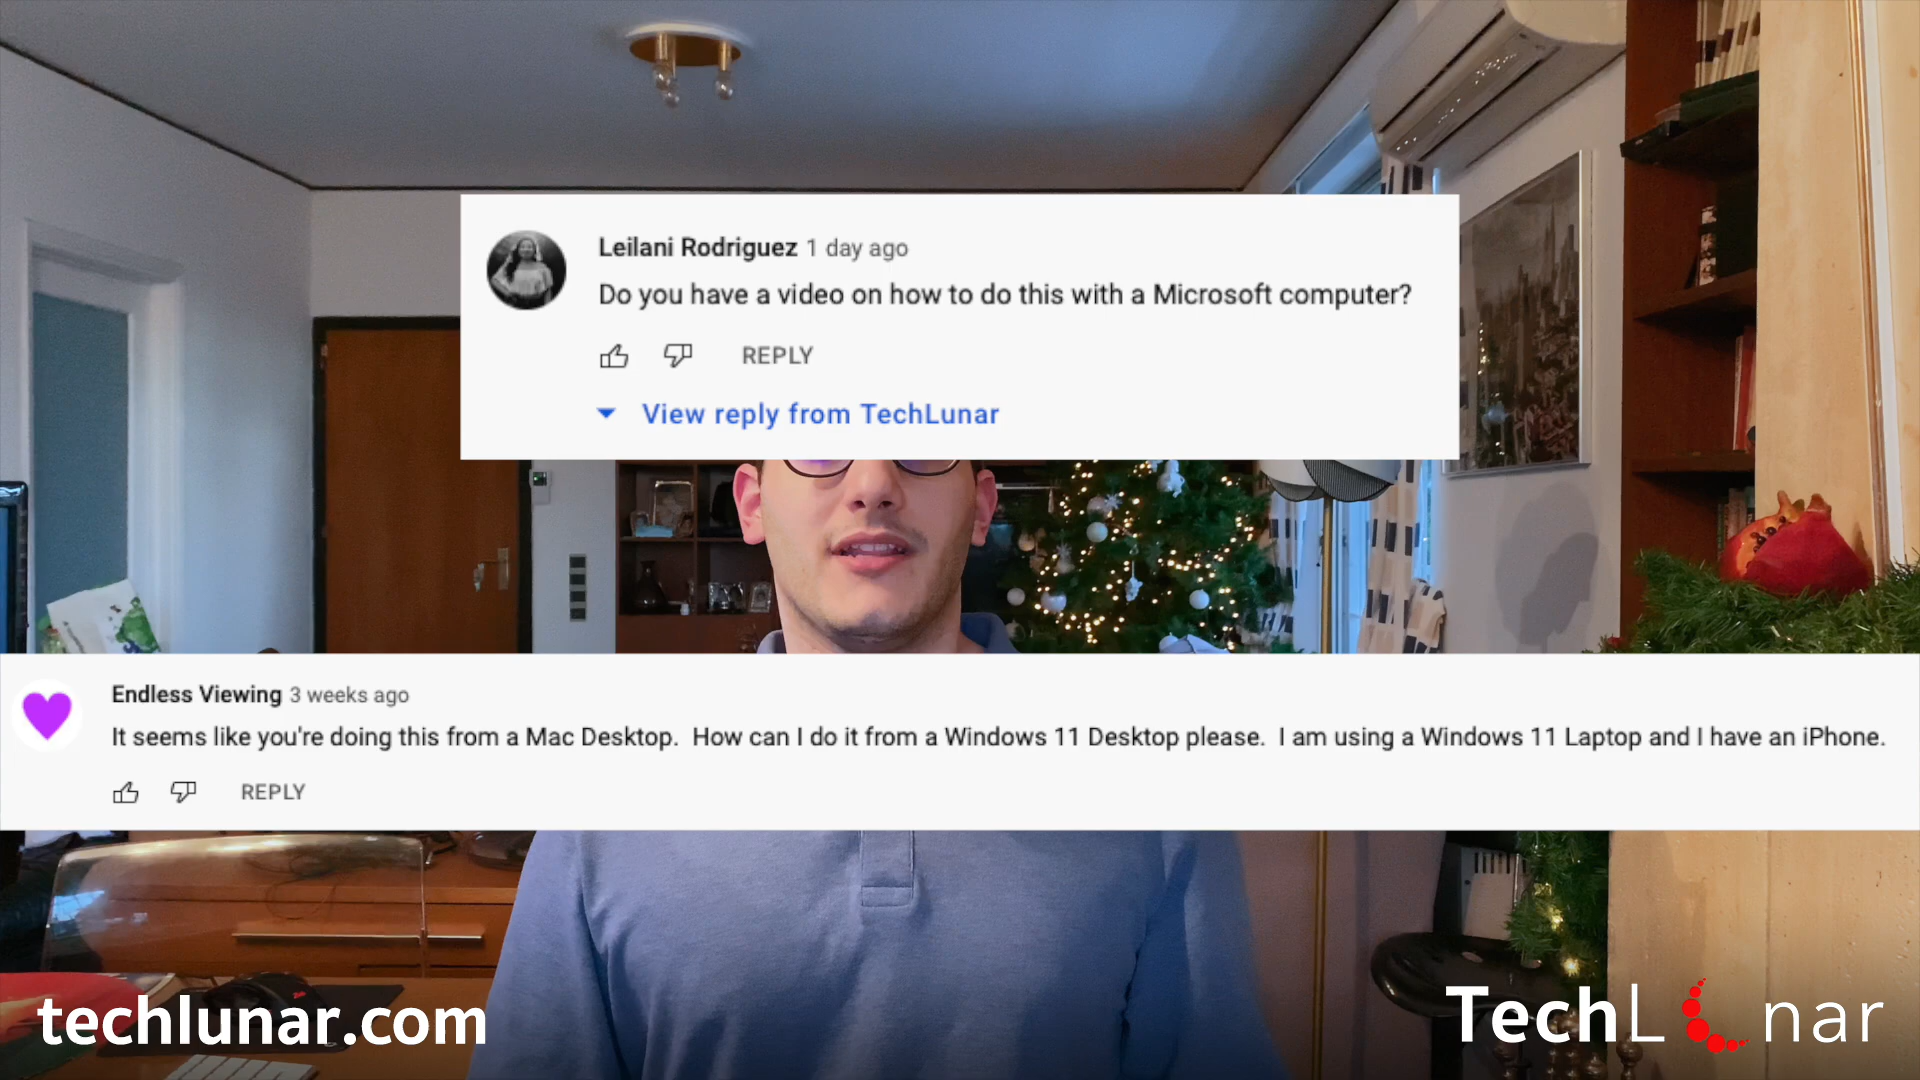 Leilani Rodriguez 1 day ago
Do you have a video on how to do this with a Microsoft computer?
REPLY
View reply from TechLunar
Endless Viewing 3 weeks ago
It seems like you're doing this from a Mac Desktop.  How can I do it from a Windows 11 Desktop please.  I am using a Windows 11 Laptop and I have an iPhone.
REPLY
techlunar.com
TechLunar